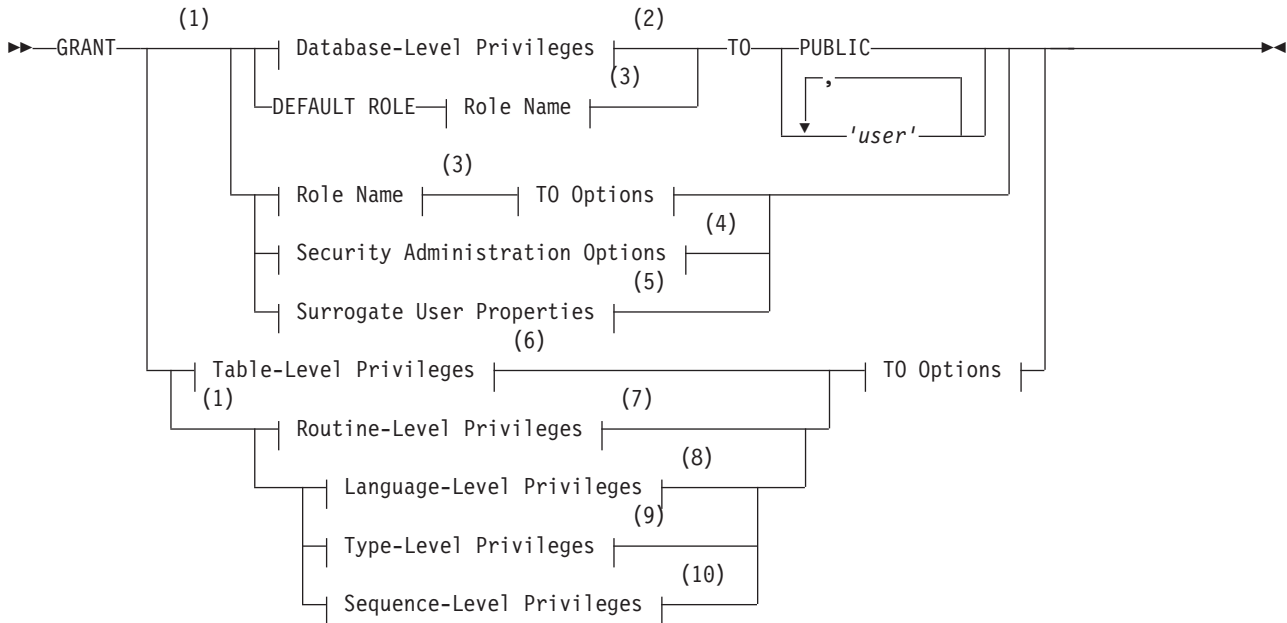 (1) (2)
GRANT Database-Level Privileges TO PUBLIC
(3) ,
DEFAULT ROLE Role Name 'user'
(3)
Role Name TO Options
(4)
Security Administration Options
(5)
Surrogate User Properties
(6)
Table-Level Privileges TO Options
(1) (7)
Routine-Level Privileges
(8)
Language-Level Privileges
(9)
Type-Level Privileges
(10)
Sequence-Level Privileges